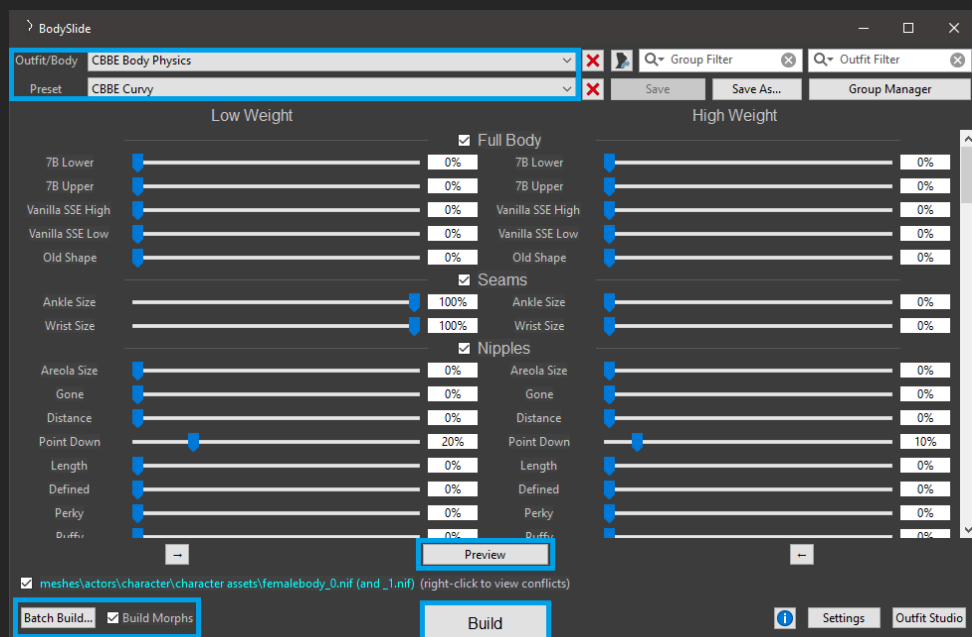 BodySlide
Outfit/Body CBBE Body Physics Group Filter Outfit Filter
Preset CBBE Curvy Save Save As... Group Manager
Low Weight High Weight
Full Body
7B Lower 0% 7B Lower 0%
7B Upper 0% 7B Upper 0%
Vanilla SSE High 0% Vanilla SSE High 0%
Vanilla SSE Low 0% Vanilla SSE Low 0%
Old Shape 0% Old Shape 0%
Seams
Ankle Size 100% Ankle Size 0%
Wrist Size 100% Wrist Size 0%
Nipples
Areola Size 0% Areola Size 0%
Gone 0% Gone 0%
Distance 0% Distance 0%
Point Down 20% Point Down 10%
Length 0% Length 0%
Defined 0% Defined 0%
Perky 0% Perky 0%
Puffy 0% Puffy 0%
→ Preview ←
meshes\actors\character\character assets\femalebody_0.nif (and _1.nif) (right-click to view conflicts)
Batch Build... Build Morphs Build Settings Outfit Studio